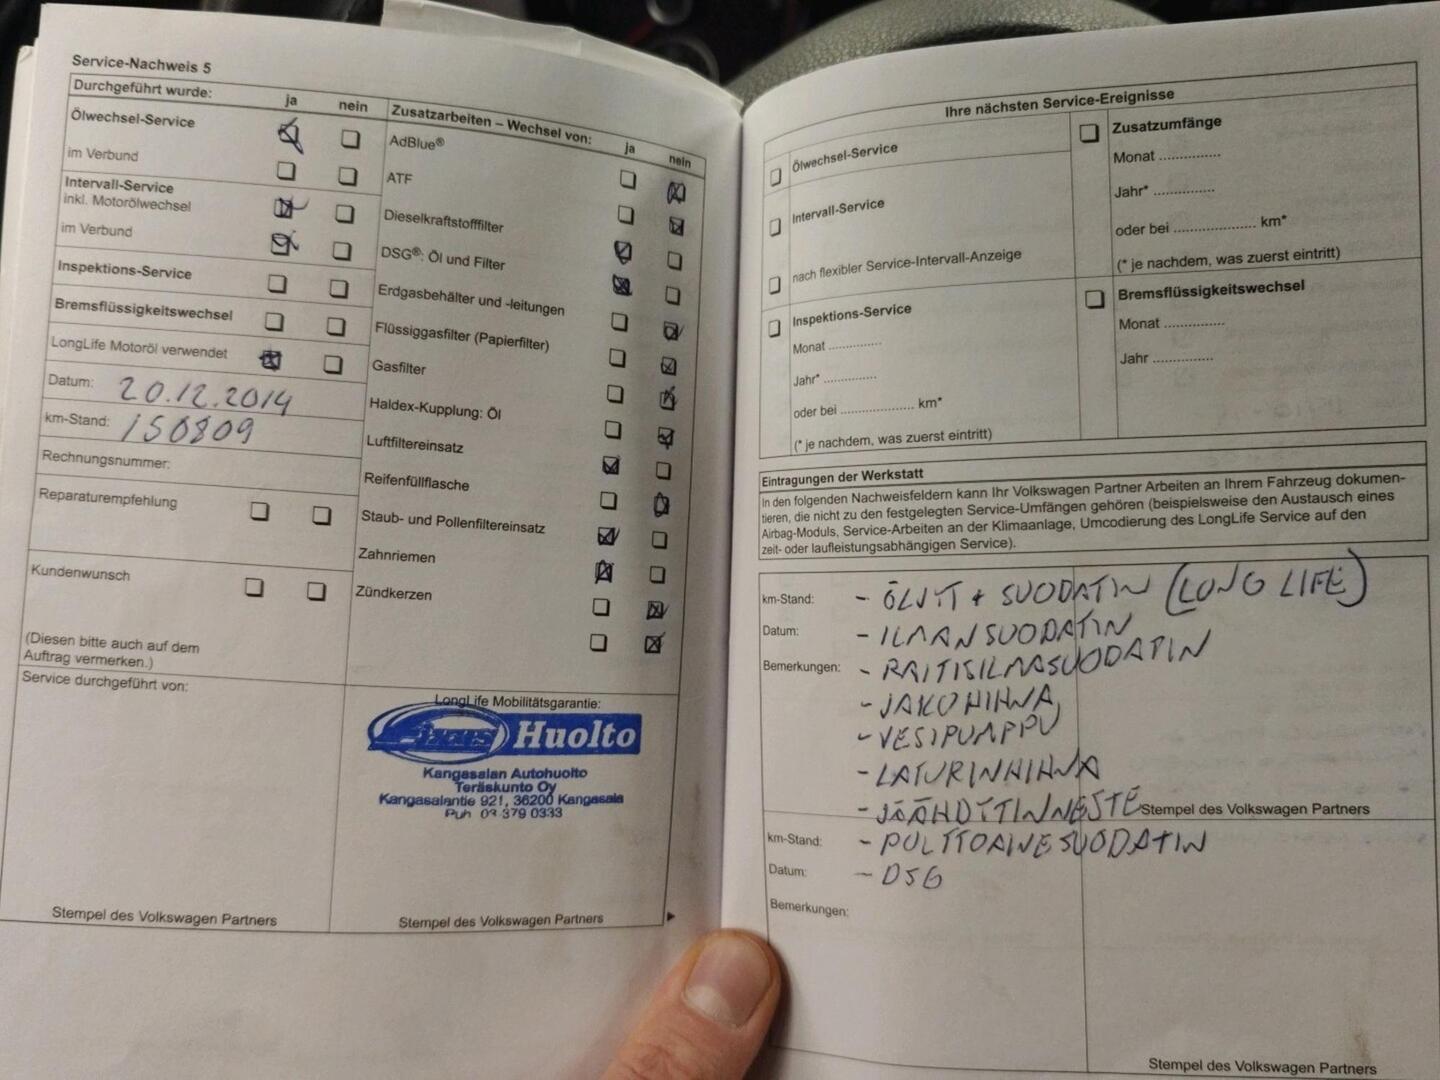 Service-Nachweis 5
Durchgeführt wurde: ja nein
Ölwechsel-Service
im Verbund
Intervall-Service
inkl. Motorölwechsel
im Verbund
Inspektions-Service
Bremsflüssigkeitswechsel
LongLife Motoröl verwendet
Datum: 20.12.2014
km-Stand: 150809
Rechnungsnummer:
Reparaturempfehlung
Kundenwunsch
(Diesen bitte auch auf dem
Auftrag vermerken.)
Service durchgeführt von:
Stempel des Volkswagen Partners
Zusatzarbeiten – Wechsel von: ja nein
AdBlue®
ATF
Dieselkraftstofffilter
DSG®: Öl und Filter
Erdgasbehälter und -leitungen
Flüssiggasfilter (Papierfilter)
Gasfilter
Haldex-Kupplung: Öl
Luftfiltereinsatz
Reifenfüllflasche
Staub- und Pollenfiltereinsatz
Zahnriemen
Zündkerzen
LongLife Mobilitätsgarantie:
Huolto
Kangasalan Autohuolto
Teräskunto Oy
Kangasalantie 921, 36200 Kangasala
Puh 03 379 0333
Stempel des Volkswagen Partners
Ihre nächsten Service-Ereignisse
Ölwechsel-Service
Intervall-Service
nach flexibler Service-Intervall-Anzeige
Inspektions-Service
Monat ..............
Jahr* ..............
oder bei .................... km*
(* je nachdem, was zuerst eintritt)
Zusatzumfänge
Monat ...............
Jahr* ...............
oder bei .................... km*
(* je nachdem, was zuerst eintritt)
Bremsflüssigkeitswechsel
Monat ...............
Jahr ...............
Eintragungen der Werkstatt
In den folgenden Nachweisfeldern kann Ihr Volkswagen Partner Arbeiten an Ihrem Fahrzeug dokumen-
tieren, die nicht zu den festgelegten Service-Umfängen gehören (beispielsweise den Austausch eines
Airbag-Moduls, Service-Arbeiten an der Klimaanlage, Umcodierung des LongLife Service auf den
zeit- oder laufleistungsabhängigen Service).
km-Stand: - ÖLJYT + SUODATIN (LONG LIFE)
Datum: - ILMANSUODATIN
Bemerkungen: - RAITISILMASUODATIN
- JAKOHIHNA,
- VESIPUMPPU
- LATURINHIHNA
- JÄÄHDYTINNESTE Stempel des Volkswagen Partners
km-Stand: - POLTTOAINESUODATIN
Datum: - DSG
Bemerkungen:
Stempel des Volkswagen Partners